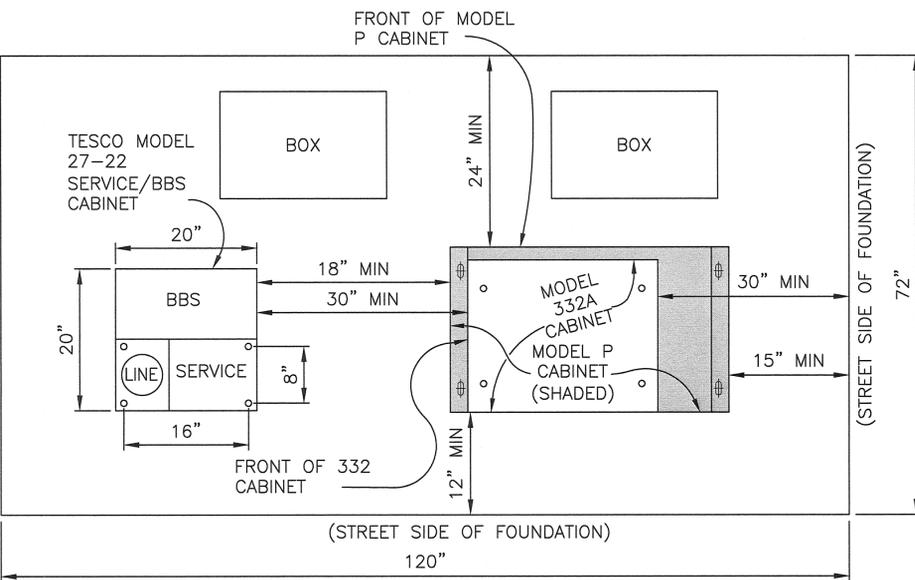 FRONT OF MODEL
P CABINET
TESCO MODEL
27-22
SERVICE/BBS
CABINET
BOX
BOX
24" MIN
20"
18" MIN
30" MIN
BBS
20"
LINE
SERVICE
8"
16"
MODEL
332A
CABINET
MODEL P
CABINET
(SHADED)
30" MIN
15" MIN
(STREET SIDE OF FOUNDATION)
72"
FRONT OF 332
CABINET
12" MIN
(STREET SIDE OF FOUNDATION)
120"